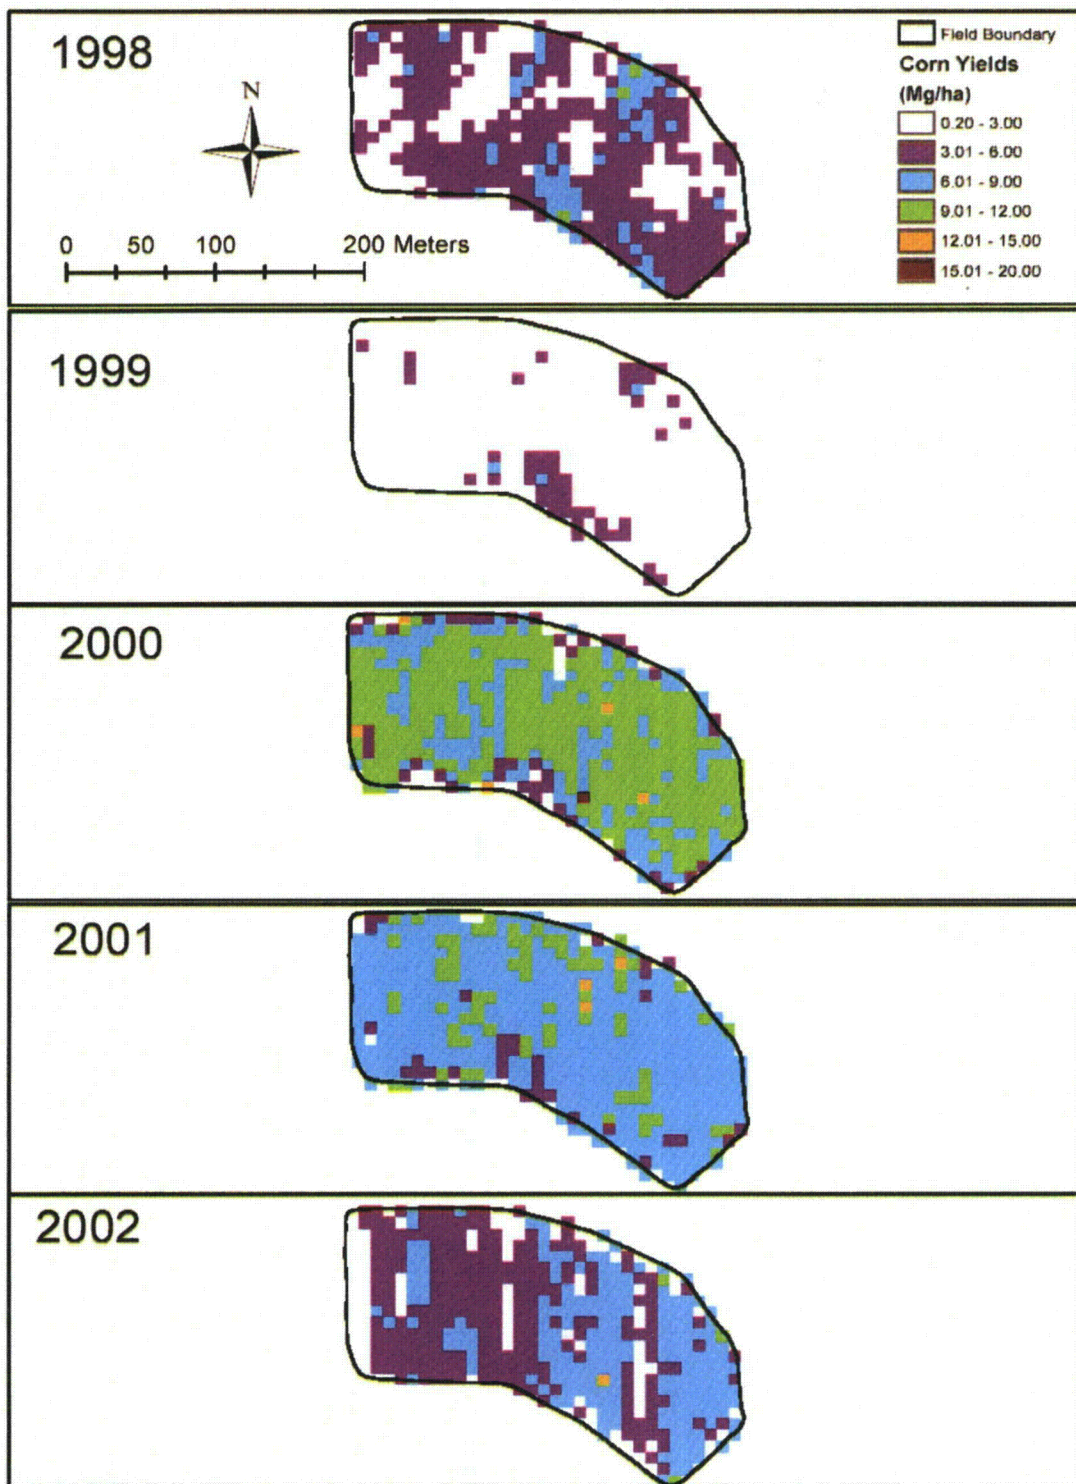 1998
N
0 50 100 200 Meters
Field Boundary
Corn Yields
(Mg/ha)
0.20 - 3.00
3.01 - 6.00
6.01 - 9.00
9.01 - 12.00
12.01 - 15.00
15.01 - 20.00
1999
2000
2001
2002